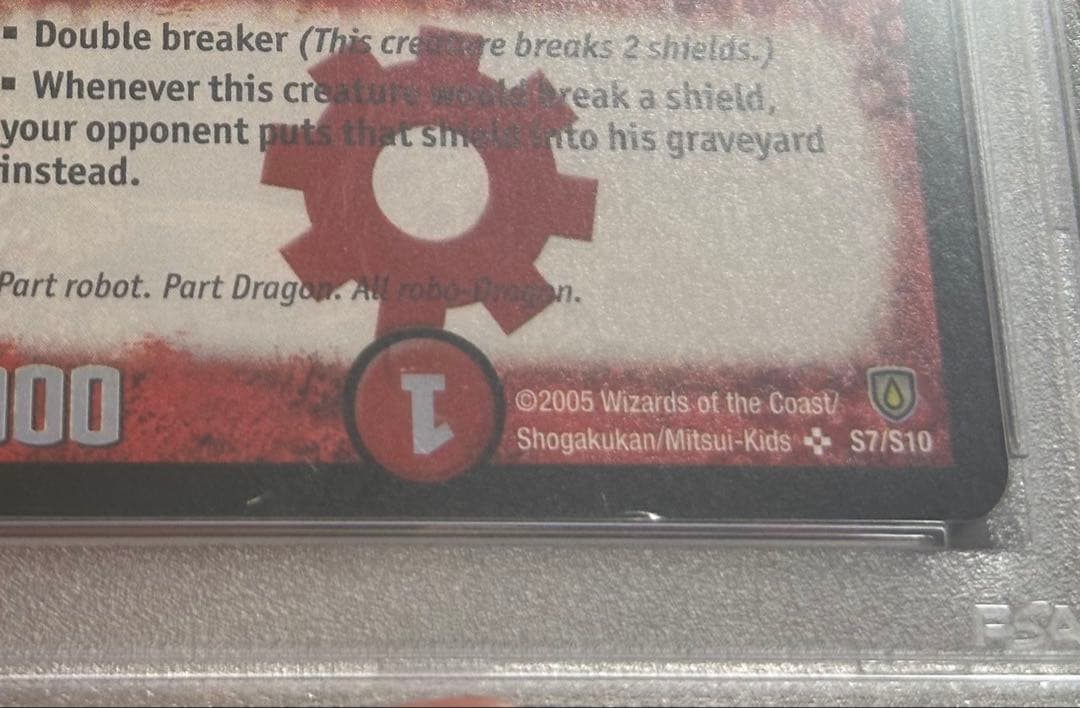 ▪ Double breaker (This creature breaks 2 shields.)
▪ Whenever this creature would break a shield,
your opponent puts that shield into his graveyard
instead.
Part robot. Part Dragon. All robo-Dragon.
000
1
©2005 Wizards of the Coast/
Shogakukan/Mitsui-Kids S7/S10
PSA